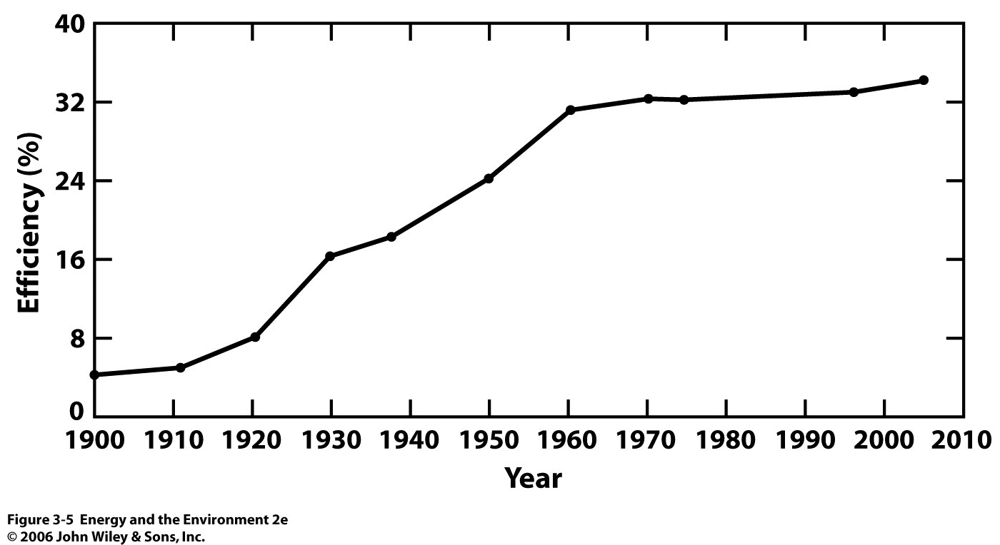 40
32
24
16
8
0
Efficiency (%)
1900 1910 1920 1930 1940 1950 1960 1970 1980 1990 2000 2010
Year
Figure 3-5 Energy and the Environment 2e
© 2006 John Wiley & Sons, Inc.